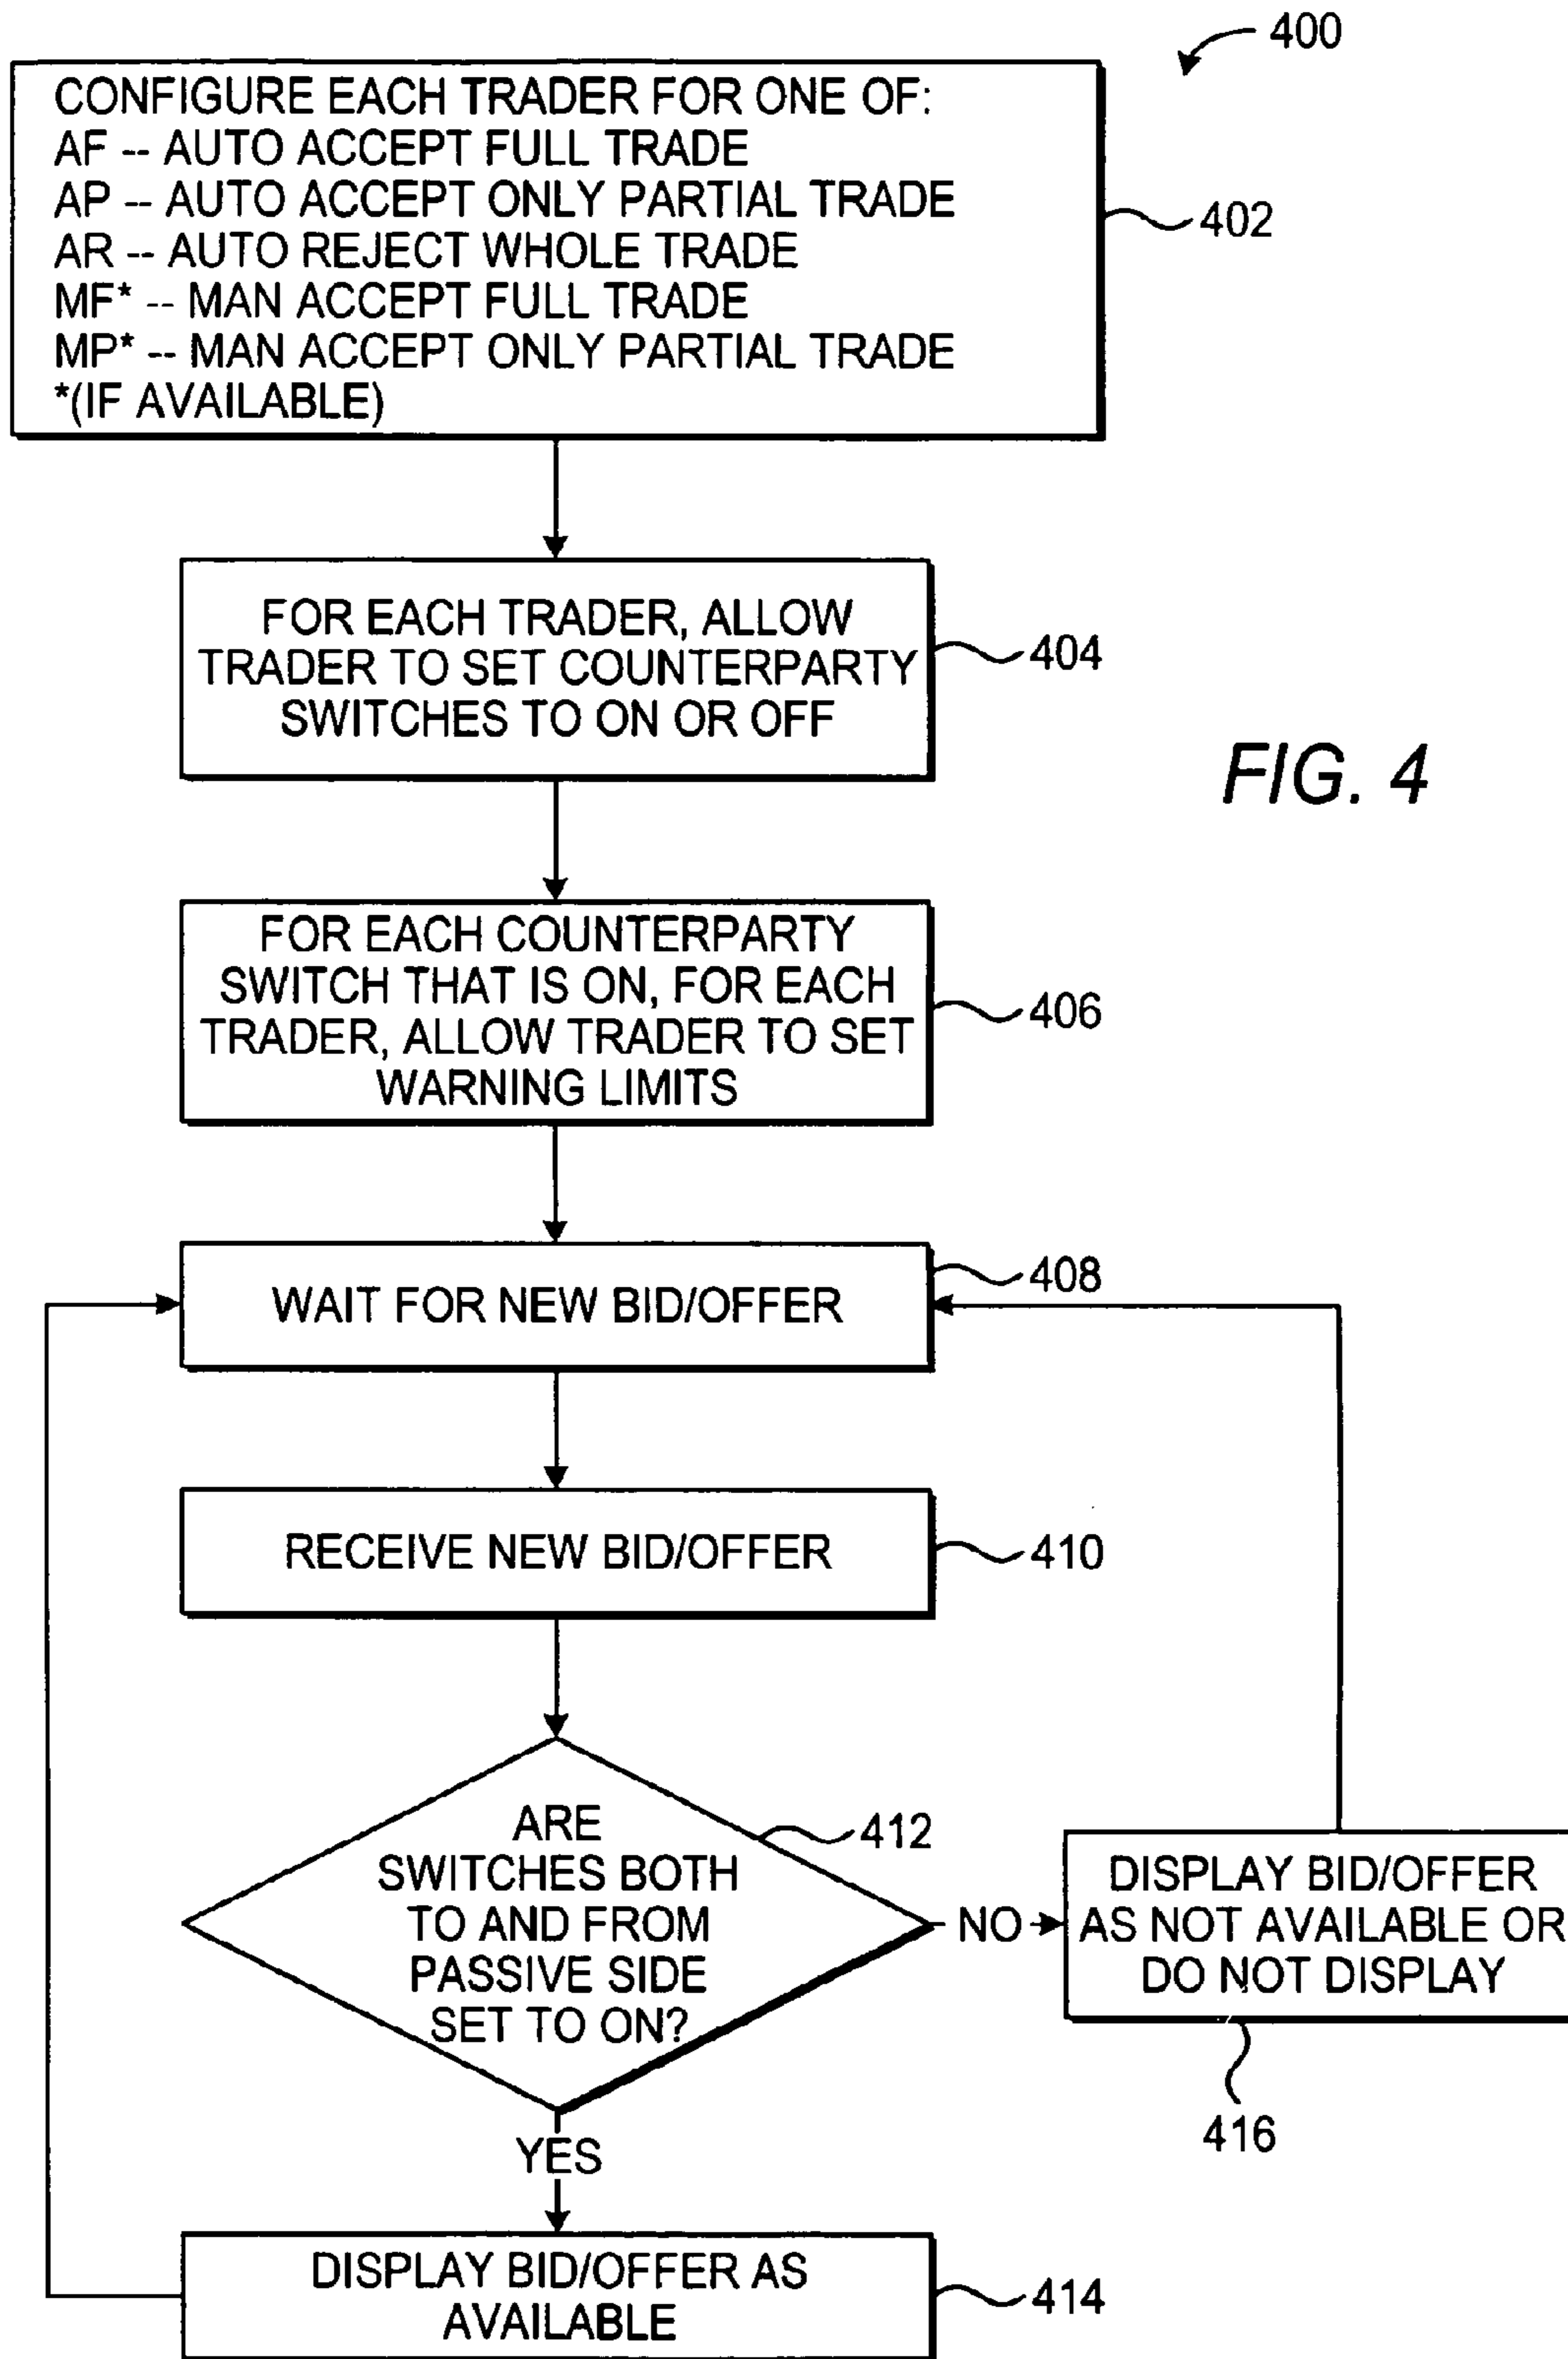 400
CONFIGURE EACH TRADER FOR ONE OF:
AF -- AUTO ACCEPT FULL TRADE
AP -- AUTO ACCEPT ONLY PARTIAL TRADE
AR -- AUTO REJECT WHOLE TRADE
MF* -- MAN ACCEPT FULL TRADE
MP* -- MAN ACCEPT ONLY PARTIAL TRADE
*(IF AVAILABLE)
402
FOR EACH TRADER, ALLOW
TRADER TO SET COUNTERPARTY
SWITCHES TO ON OR OFF
404
FIG. 4
FOR EACH COUNTERPARTY
SWITCH THAT IS ON, FOR EACH
TRADER, ALLOW TRADER TO SET
WARNING LIMITS
406
WAIT FOR NEW BID/OFFER
408
RECEIVE NEW BID/OFFER
410
ARE
SWITCHES BOTH
TO AND FROM
PASSIVE SIDE
SET TO ON?
412
NO
DISPLAY BID/OFFER
AS NOT AVAILABLE OR
DO NOT DISPLAY
416
YES
DISPLAY BID/OFFER AS
AVAILABLE
414